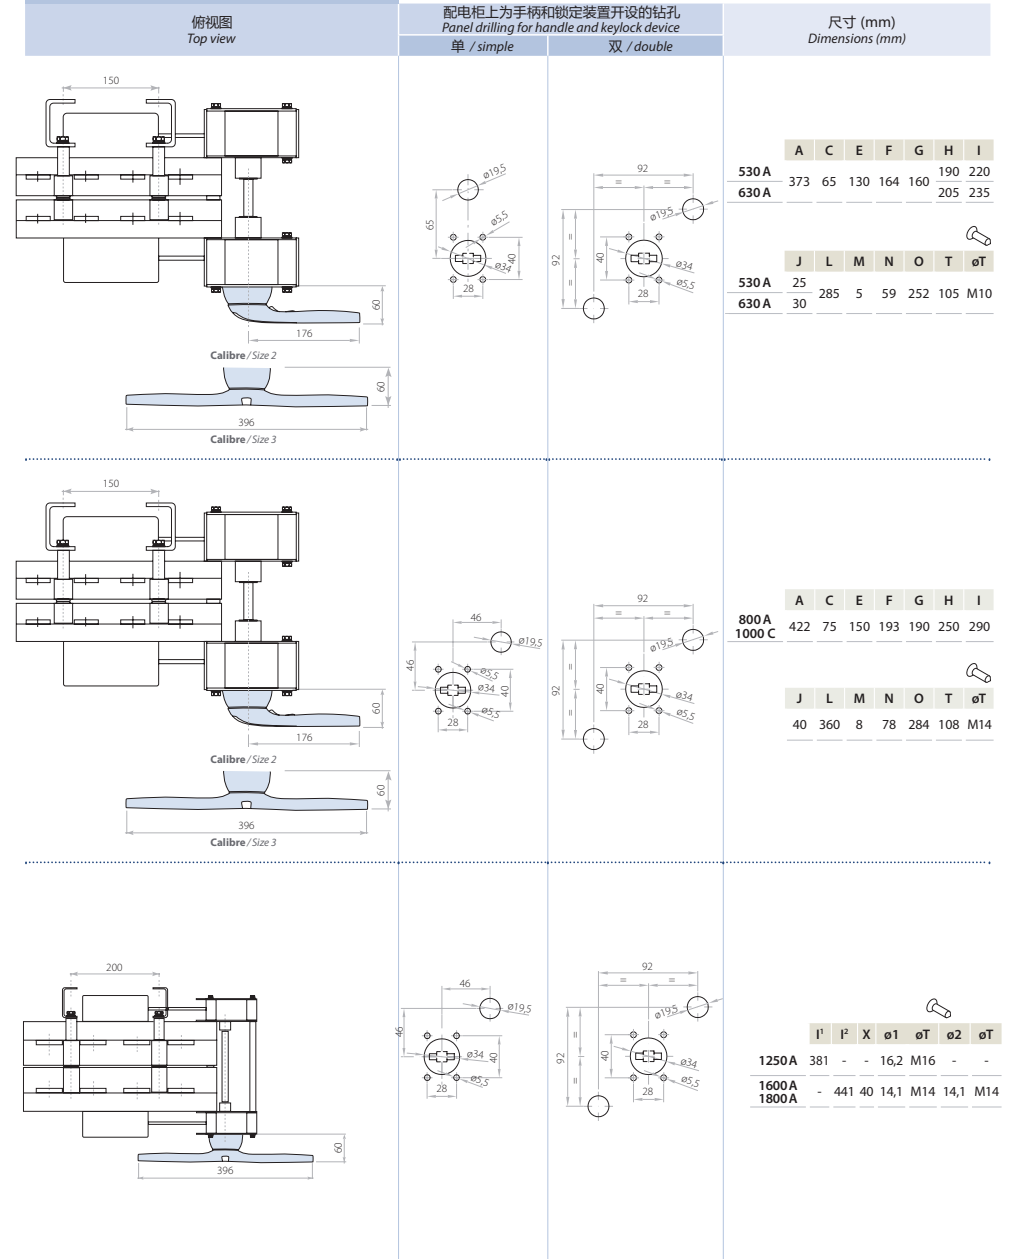 俯视图
Top view
配电柜上为手柄和锁定装置开设的钻孔
Panel drilling for handle and keylock device
单 / simple
双 / double
尺寸 (mm)
Dimensions (mm)
150
60
176
Calibre / Size 2
60
396
Calibre / Size 3
ø19,5
65
ø5,5
40
ø34
28
92
= =
ø19,5
92
=
=
40
ø34
ø5,5
28
A C E F G H I
530 A 373 65 130 164 160 190 220
630 A 205 235
J L M N O T øT
530 A 25 285 5 59 252 105 M10
630 A 30
150
60
176
Calibre / Size 2
60
396
Calibre / Size 3
46
ø19,5
46
ø5,5
ø34
40
ø5,5
28
92
= =
ø19,5
92
=
=
40
ø34
ø5,5
28
A C E F G H I
800 A
1000 C
422 75 150 193 190 250 290
J L M N O T øT
40 360 8 78 284 108 M14
200
60
396
46
ø19,5
46
ø34
40
ø5,5
28
92
= =
ø19,5
92
=
=
40
ø34
ø5,5
28
I¹ I² X ø1 øT ø2 øT
1250 A 381 - - 16,2 M16 - -
1600 A
1800 A
- 441 40 14,1 M14 14,1 M14